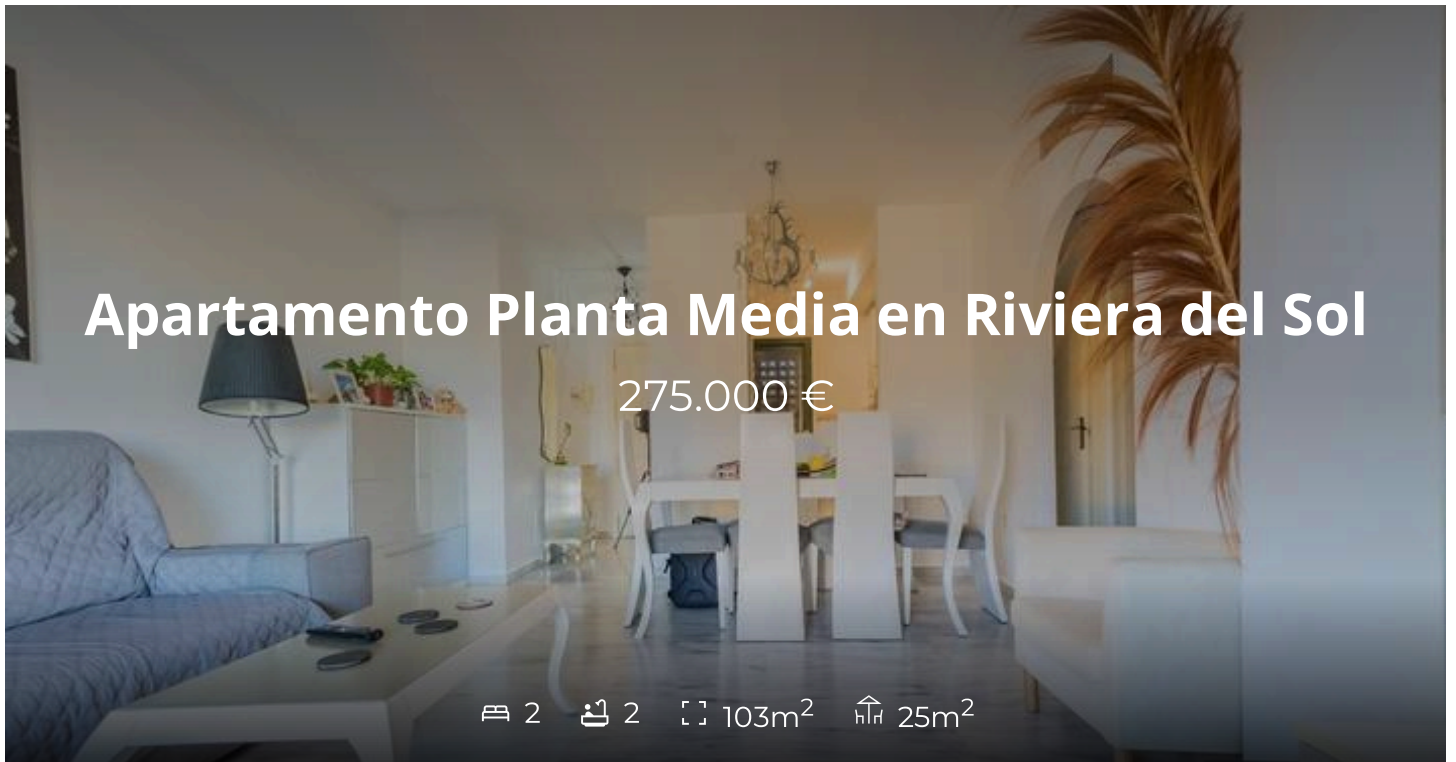 Apartamento Planta Media en Riviera del Sol
275.000 €
2 2 103m² 25m²